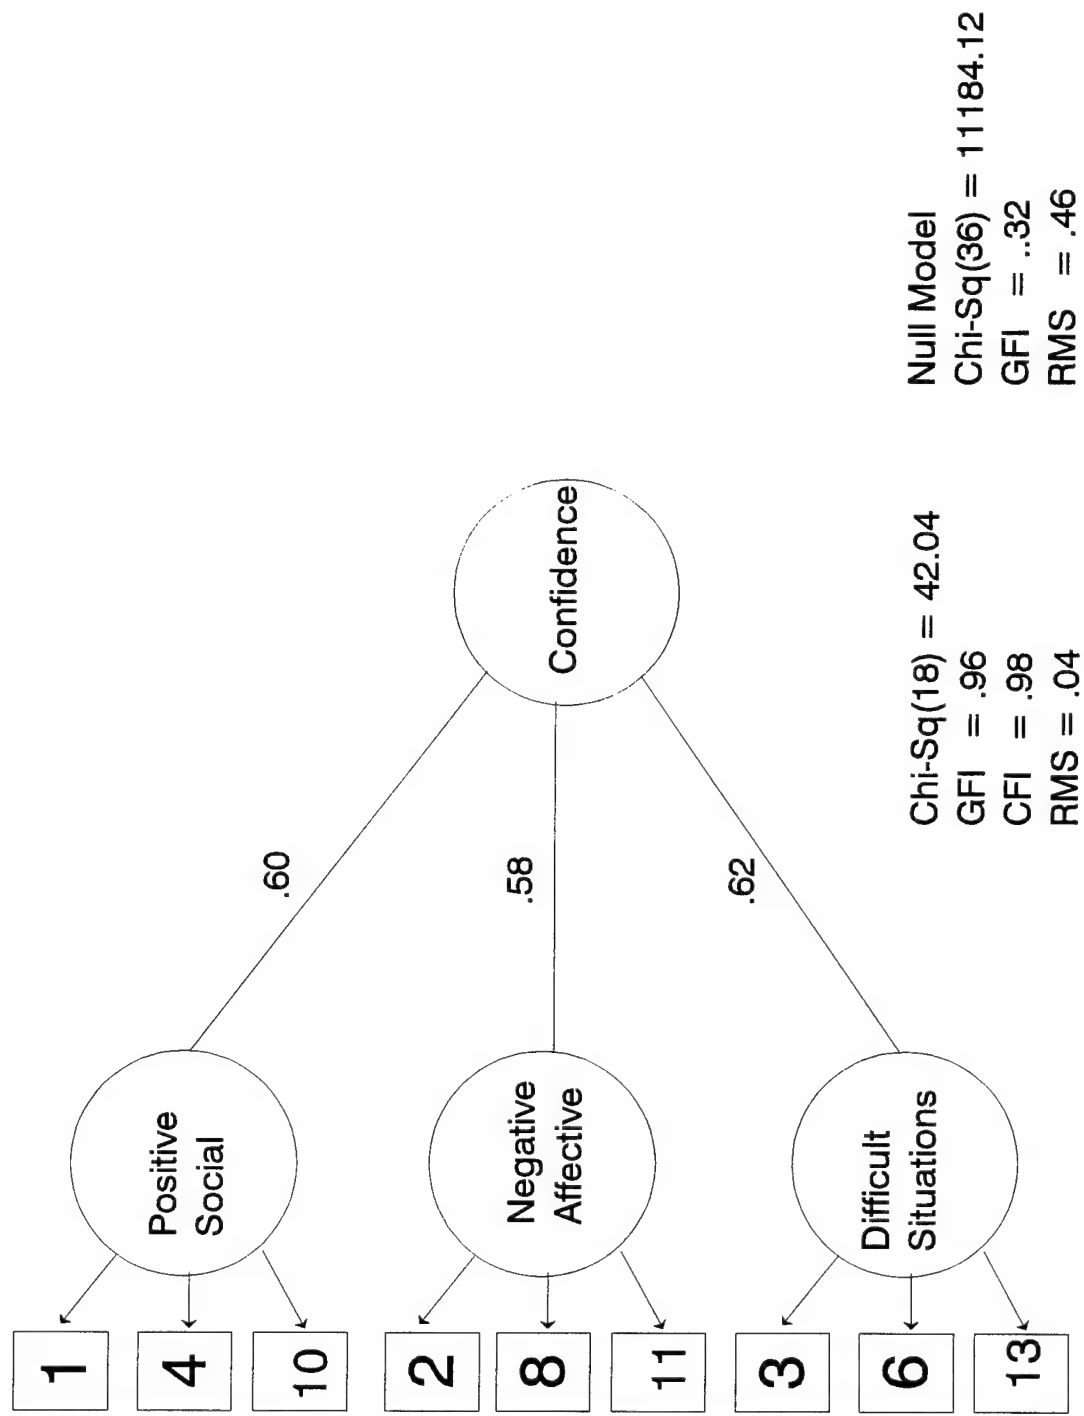 1
4
10
2
8
11
3
6
13
Positive
Social
Negative
Affective
Difficult
Situations
.60
.58
.62
Confidence
Chi-Sq(18) = 42.04
GFI = .96
CFI = .98
RMS = .04
Null Model
Chi-Sq(36) = 11184.12
GFI = ..32
RMS = .46